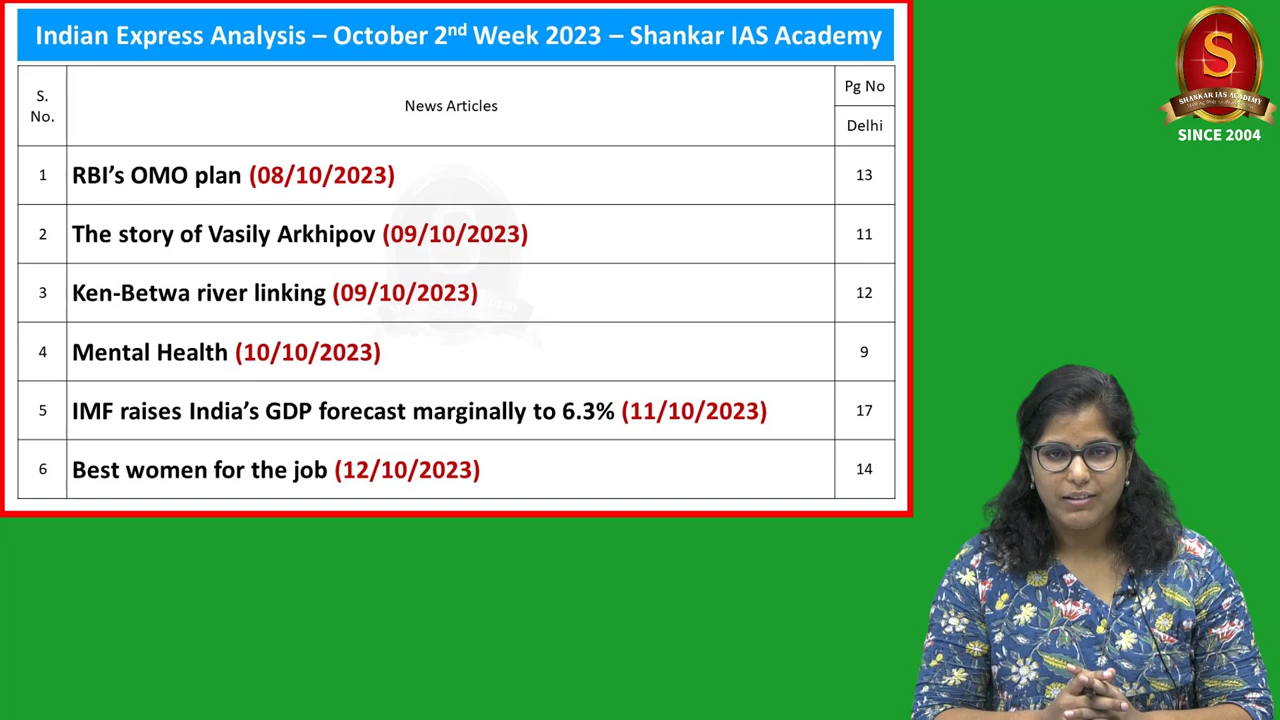 Indian Express Analysis – October 2nd Week 2023 – Shankar IAS Academy
S. No.
News Articles
Pg No
Delhi
1 RBI’s OMO plan (08/10/2023) 13
2 The story of Vasily Arkhipov (09/10/2023) 11
3 Ken-Betwa river linking (09/10/2023) 12
4 Mental Health (10/10/2023) 9
5 IMF raises India’s GDP forecast marginally to 6.3% (11/10/2023) 17
6 Best women for the job (12/10/2023) 14
S
SHANKAR IAS ACADEMY
SINCE 2004